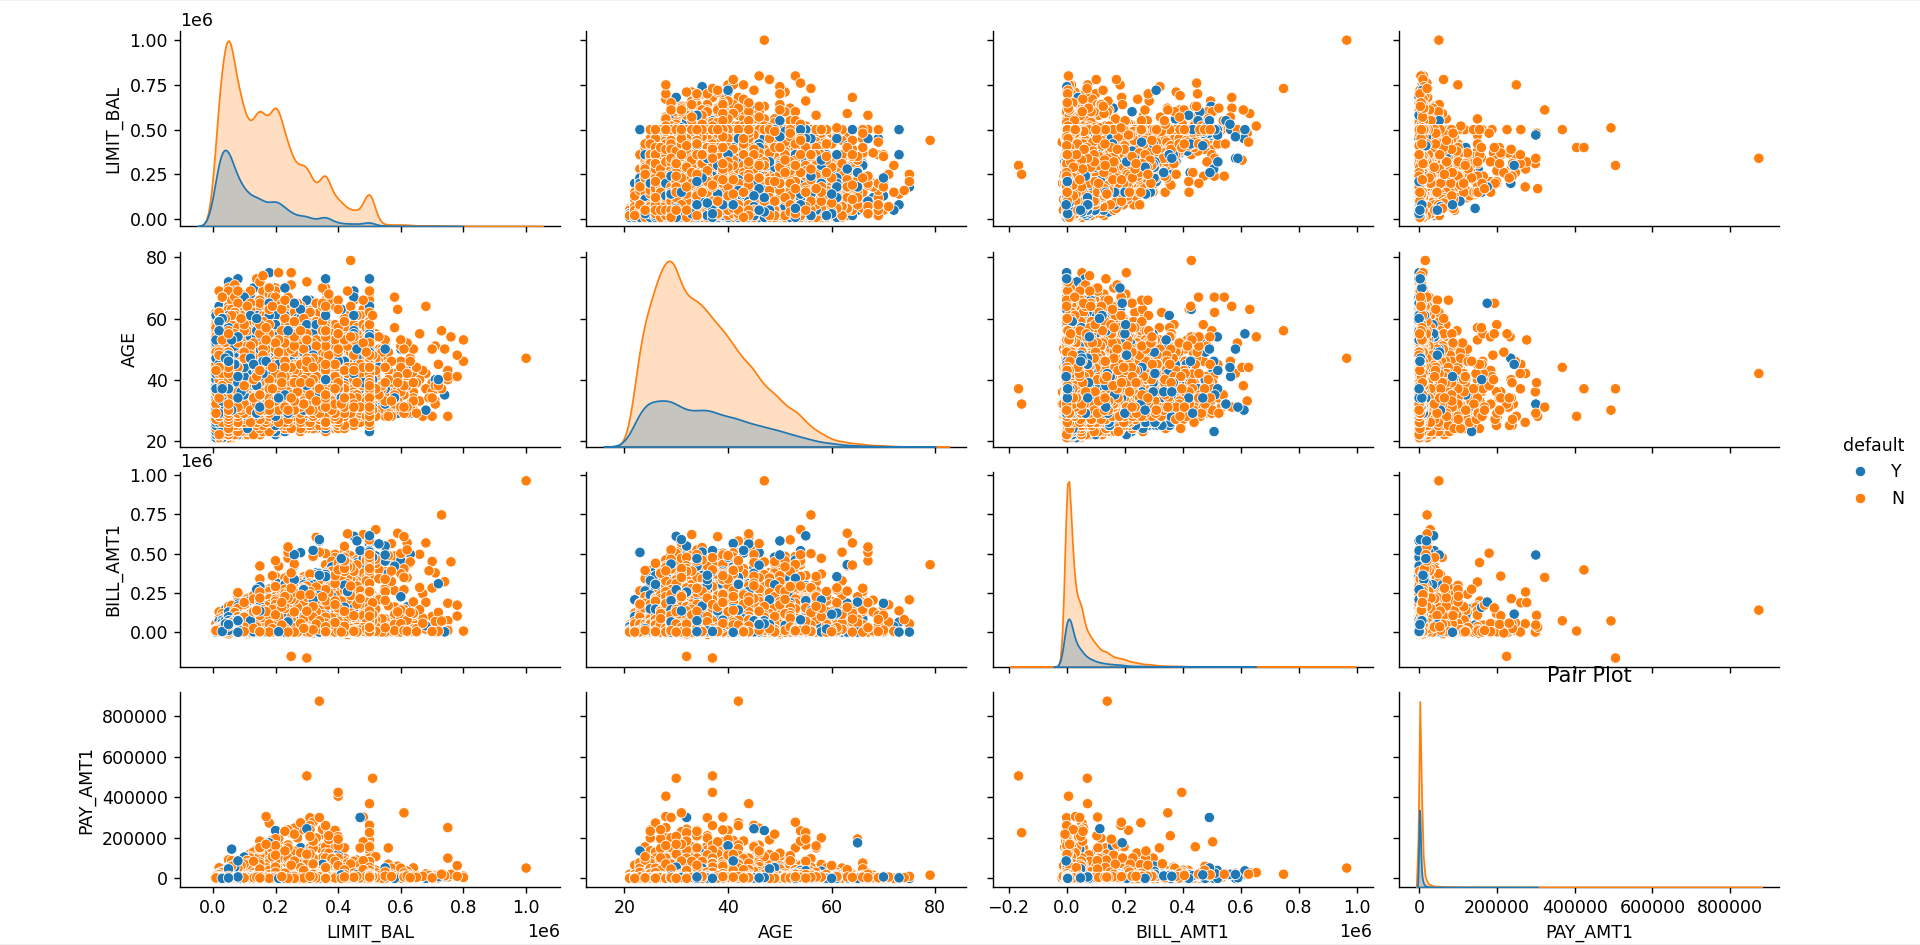 1e6
1.00
0.75
0.50
0.25
0.00
LIMIT_BAL
80
60
40
20
AGE
1e6
1.00
0.75
0.50
0.25
0.00
BILL_AMT1
default
Y
N
Pair Plot
800000
600000
400000
200000
0
PAY_AMT1
0.0 0.2 0.4 0.6 0.8 1.0
1e6
LIMIT_BAL
20 40 60 80
AGE
−0.2 0.0 0.2 0.4 0.6 0.8 1.0
1e6
BILL_AMT1
0 200000 400000 600000 800000
PAY_AMT1